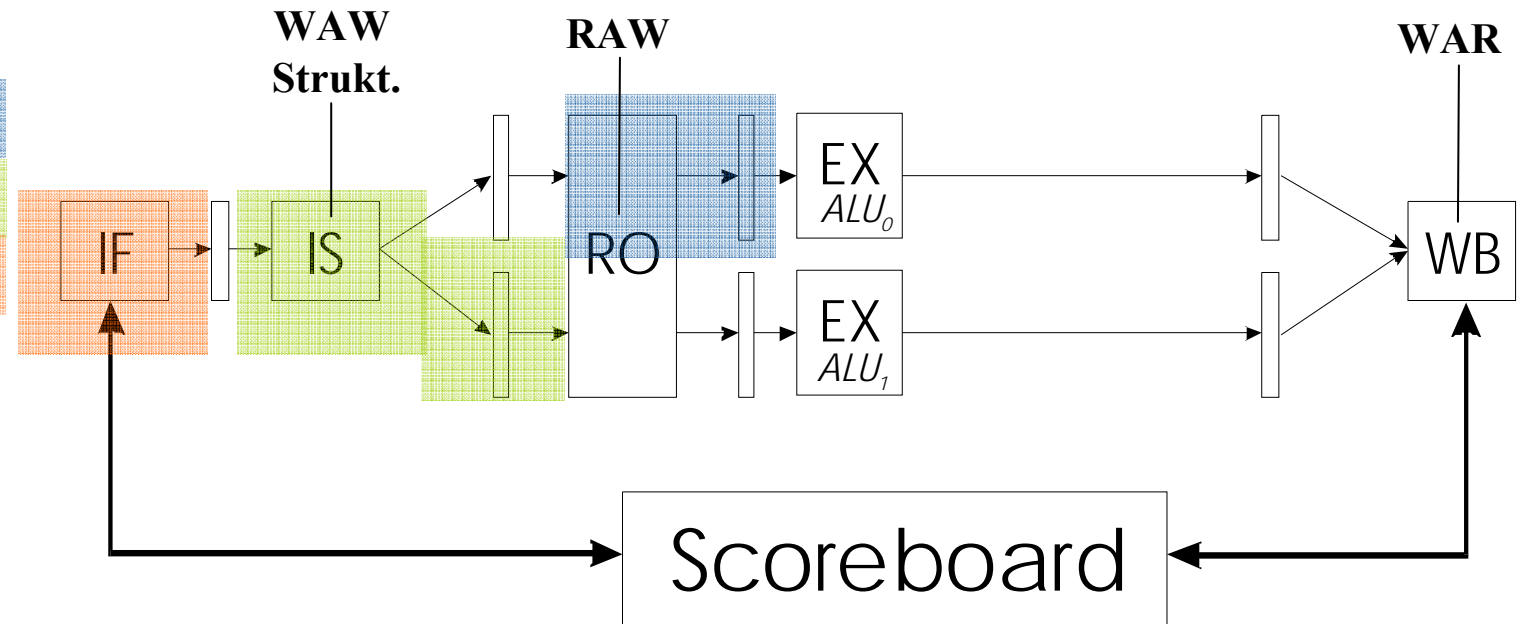 WAW
Strukt.
RAW
WAR
IF
IS
RO
EX
ALU0
EX
ALU1
WB
Scoreboard